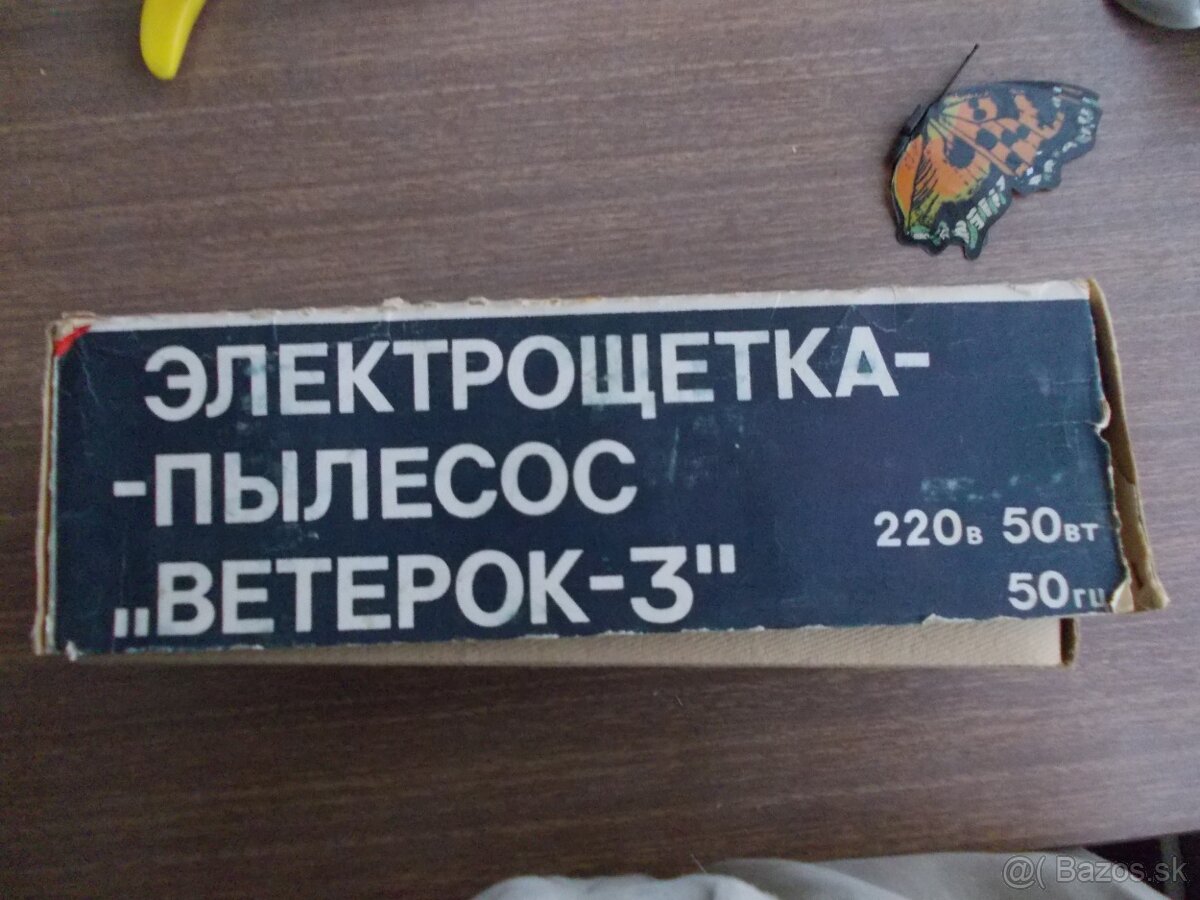 ЭЛЕКТРОЩЕТКА-
-ПЫЛЕСОС
„ВЕТЕРОК-3"
220в 50вт
50гц
@( Bazos.sk